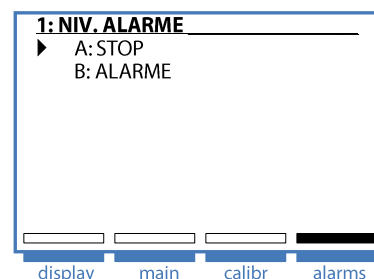 1: NIV. ALARME
A: STOP
B: ALARME
display main calibr alarms